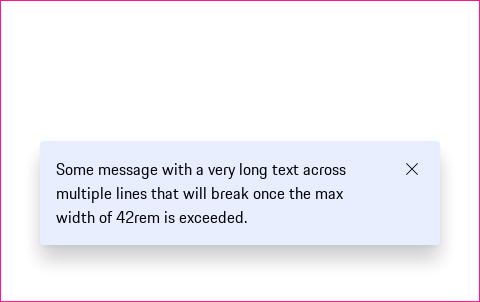 Some message with a very long text across
multiple lines that will break once the max
width of 42rem is exceeded.